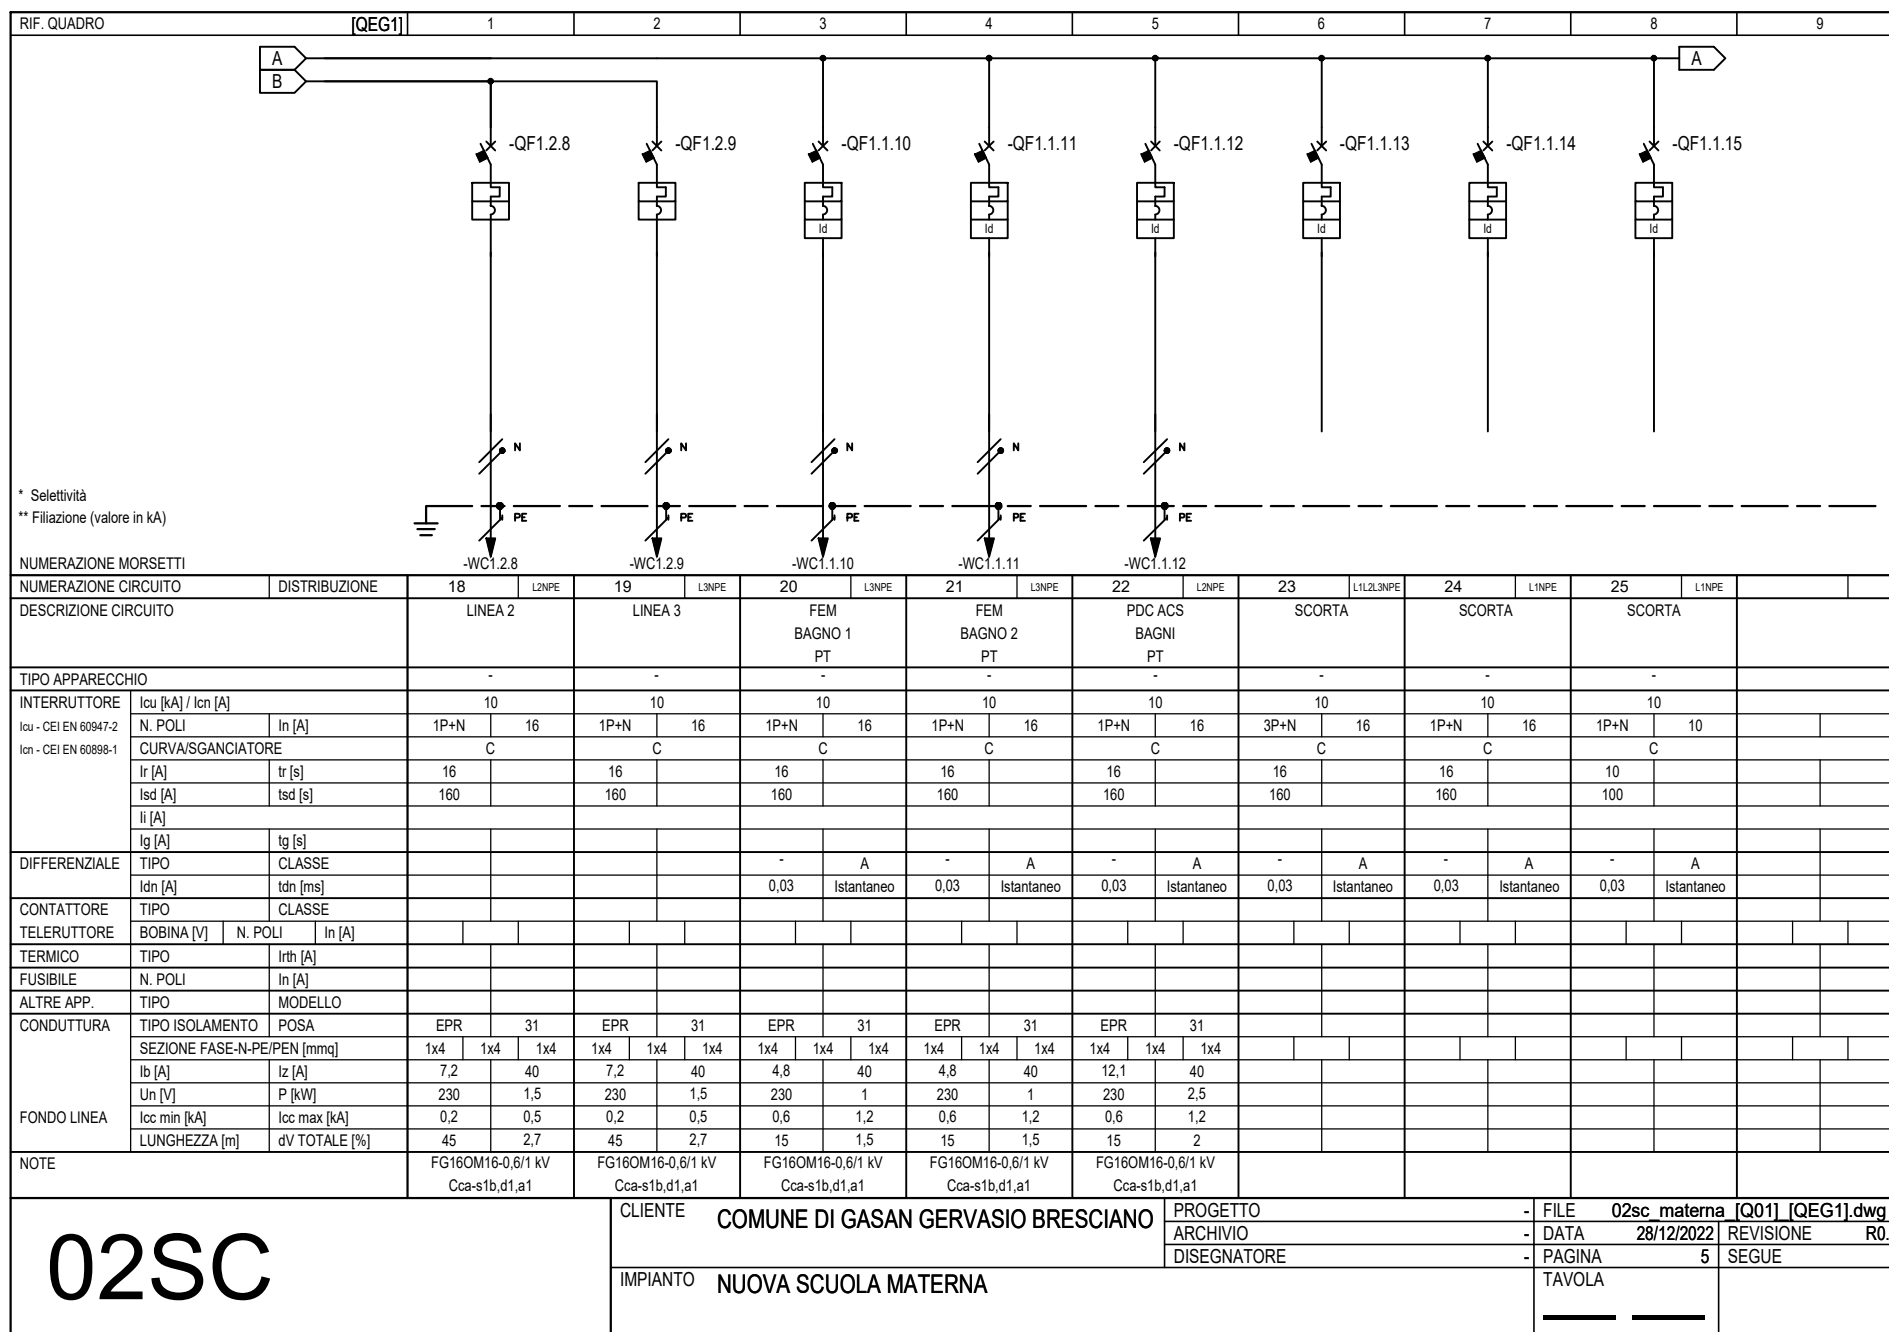 RIF. QUADRO [QEG1] 1 2 3 4 5 6 7 8 9
A A
B
-QF1.2.8 -QF1.2.9 -QF1.1.10 -QF1.1.11 -QF1.1.12 -QF1.1.13 -QF1.1.14 -QF1.1.15
Id Id Id Id Id Id
N N N N N
* Selettività
** Filiazione (valore in kA)
PE PE PE PE PE
NUMERAZIONE MORSETTI -WC1.2.8 -WC1.2.9 -WC1.1.10 -WC1.1.11 -WC1.1.12
NUMERAZIONE CIRCUITO DISTRIBUZIONE 18 L2NPE 19 L3NPE 20 L3NPE 21 L3NPE 22 L2NPE 23 L1L2L3NPE 24 L1NPE 25 L1NPE
DESCRIZIONE CIRCUITO LINEA 2 LINEA 3 FEM FEM PDC ACS SCORTA SCORTA SCORTA
BAGNO 1 BAGNO 2 BAGNI
PT PT PT
TIPO APPARECCHIO - - - - - - - -
INTERRUTTORE Icu [kA] / Icn [A] 10 10 10 10 10 10 10 10
Icu - CEI EN 60947-2 N. POLI In [A] 1P+N 16 1P+N 16 1P+N 16 1P+N 16 1P+N 16 3P+N 16 1P+N 16 1P+N 10
Icn - CEI EN 60898-1 CURVA/SGANCIATORE C C C C C C C C
Ir [A] tr [s] 16 16 16 16 16 16 16 10
Isd [A] tsd [s] 160 160 160 160 160 160 160 100
Ii [A]
Ig [A] tg [s]
DIFFERENZIALE TIPO CLASSE - A - A - A - A - A - A
Idn [A] tdn [ms] 0,03 Istantaneo 0,03 Istantaneo 0,03 Istantaneo 0,03 Istantaneo 0,03 Istantaneo 0,03 Istantaneo
CONTATTORE TIPO CLASSE
TELERUTTORE BOBINA [V] N. POLI In [A]
TERMICO TIPO Irth [A]
FUSIBILE N. POLI In [A]
ALTRE APP. TIPO MODELLO
CONDUTTURA TIPO ISOLAMENTO POSA EPR 31 EPR 31 EPR 31 EPR 31 EPR 31
SEZIONE FASE-N-PE/PEN [mmq] 1x4 1x4 1x4 1x4 1x4 1x4 1x4 1x4 1x4 1x4 1x4 1x4 1x4 1x4 1x4
Ib [A] Iz [A] 7,2 40 7,2 40 4,8 40 4,8 40 12,1 40
Un [V] P [kW] 230 1,5 230 1,5 230 1 230 1 230 2,5
FONDO LINEA Icc min [kA] Icc max [kA] 0,2 0,5 0,2 0,5 0,6 1,2 0,6 1,2 0,6 1,2
LUNGHEZZA [m] dV TOTALE [%] 45 2,7 45 2,7 15 1,5 15 1,5 15 2
NOTE FG16OM16-0,6/1 kV FG16OM16-0,6/1 kV FG16OM16-0,6/1 kV FG16OM16-0,6/1 kV FG16OM16-0,6/1 kV
Cca-s1b,d1,a1 Cca-s1b,d1,a1 Cca-s1b,d1,a1 Cca-s1b,d1,a1 Cca-s1b,d1,a1
02SC
CLIENTE COMUNE DI GASAN GERVASIO BRESCIANO
IMPIANTO NUOVA SCUOLA MATERNA
PROGETTO - FILE 02sc_materna_[Q01]_[QEG1].dwg
ARCHIVIO - DATA 28/12/2022 REVISIONE R0.
DISEGNATORE - PAGINA 5 SEGUE
TAVOLA